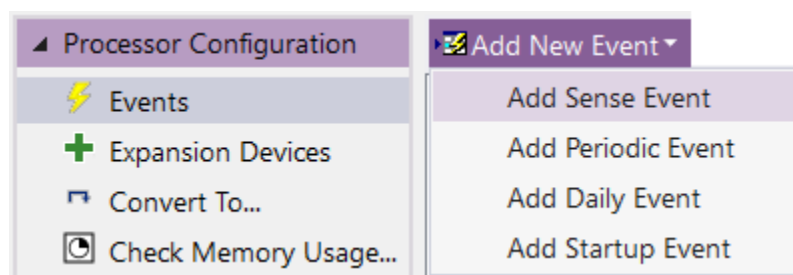 Processor Configuration
Events
Expansion Devices
Convert To...
Check Memory Usage...
Add New Event
Add Sense Event
Add Periodic Event
Add Daily Event
Add Startup Event